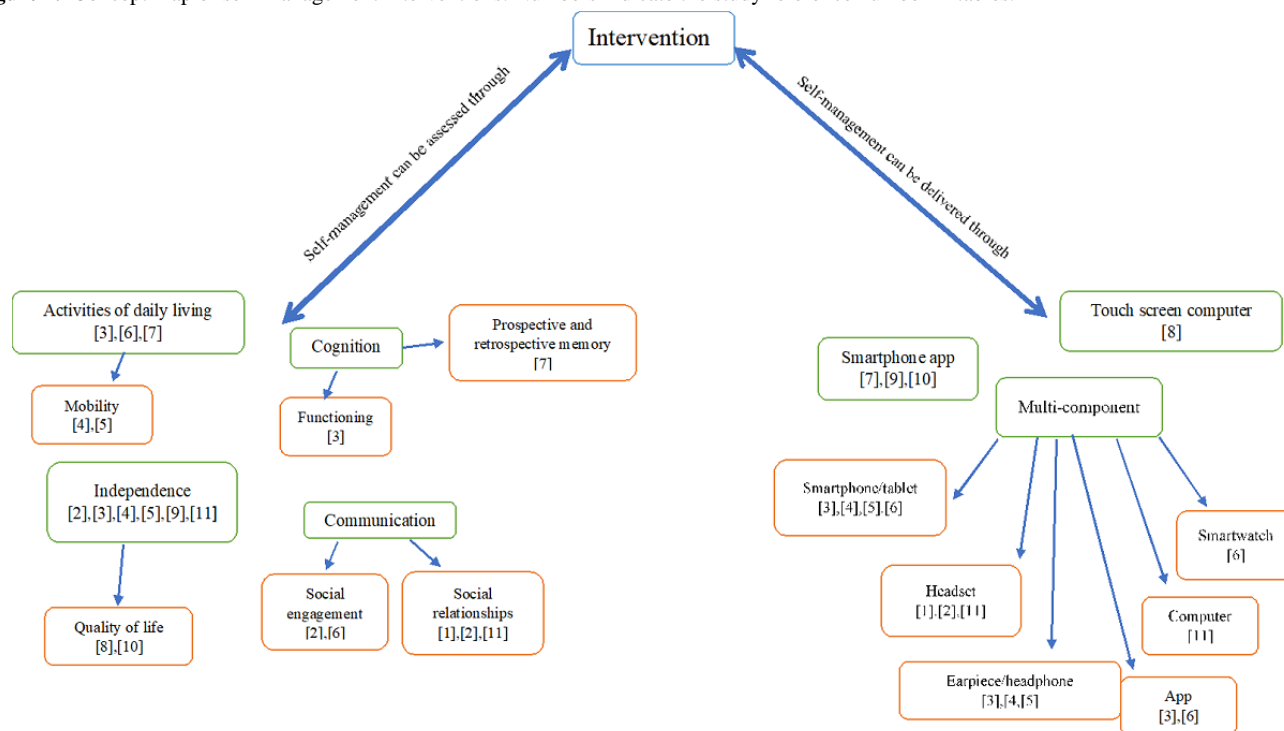 Intervention
Self-management can be assessed through
Self-management can be delivered through
Activities of daily living
[3],[6],[7]
Mobility
[4],[5]
Independence
[2],[3],[4],[5],[9],[11]
Quality of life
[8],[10]
Cognition
Prospective and
retrospective memory
[7]
Functioning
[3]
Communication
Social
engagement
[2],[6]
Social
relationships
[1],[2],[11]
Touch screen computer
[8]
Smartphone app
[7],[9],[10]
Multi-component
Smartphone/tablet
[3],[4],[5].[6]
Headset
[1].[2],[11]
Earpiece/headphone
[3],[4,[5]
App
[3],[6]
Computer
[11]
Smartwatch
[6]